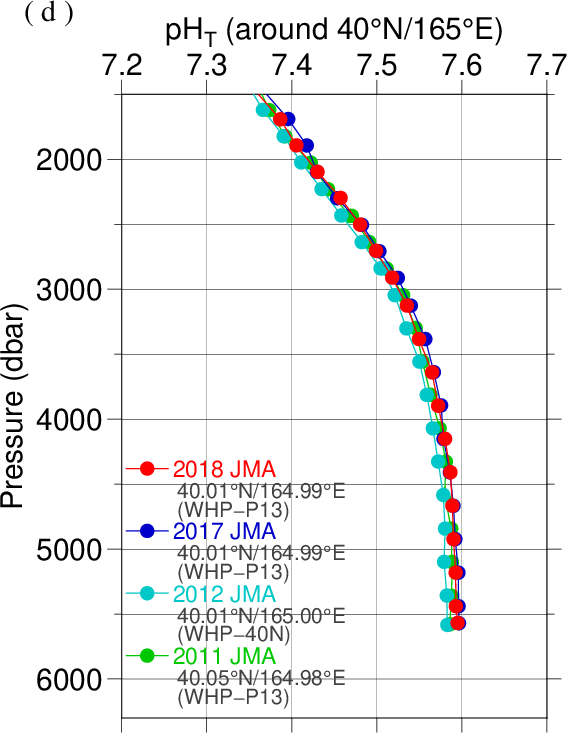 (d)
pHT (around 40°N/165°E)
7.2 7.3 7.4 7.5 7.6 7.7
Pressure (dbar)
2000
3000
4000
5000
6000
2018 JMA
40.01°N/164.99°E
(WHP−P13)
2017 JMA
40.01°N/164.99°E
(WHP−P13)
2012 JMA
40.01°N/165.00°E
(WHP−40N)
2011 JMA
40.05°N/164.98°E
(WHP−P13)